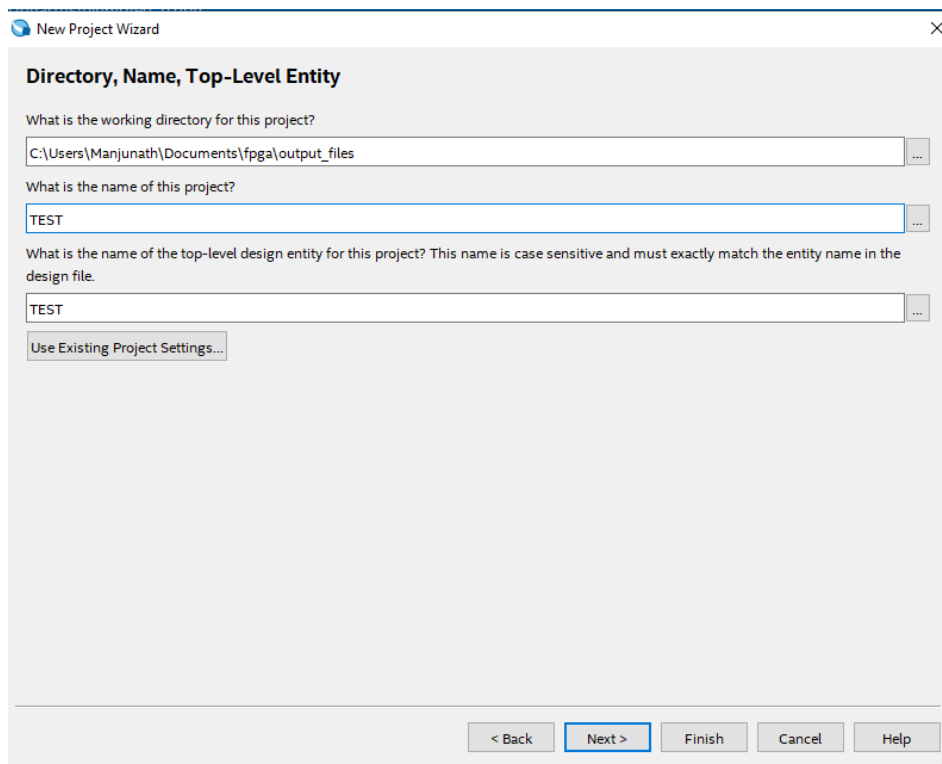 New Project Wizard
Directory, Name, Top-Level Entity
What is the working directory for this project?
C:\Users\Manjunath\Documents\fpga\output_files
...
What is the name of this project?
TEST
...
What is the name of the top-level design entity for this project? This name is case sensitive and must exactly match the entity name in the
design file.
TEST
...
Use Existing Project Settings...
< Back Next > Finish Cancel Help